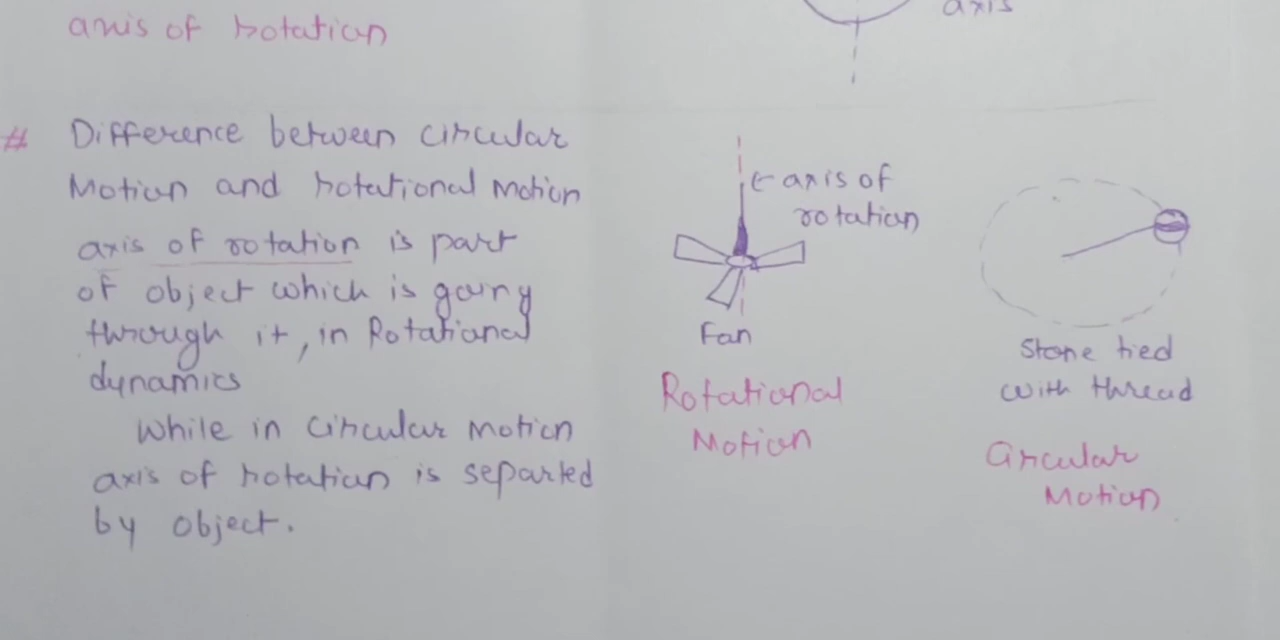 axis of rotation
axis
# Difference between circular
Motion and rotational motion
axis of rotation is part
of object which is going
through it, in Rotational
dynamics
While in circular motion
axis of rotation is separted
by object.
← axis of
rotation
Fan
Rotational
Motion
Stone tied
with thread
Circular
Motion